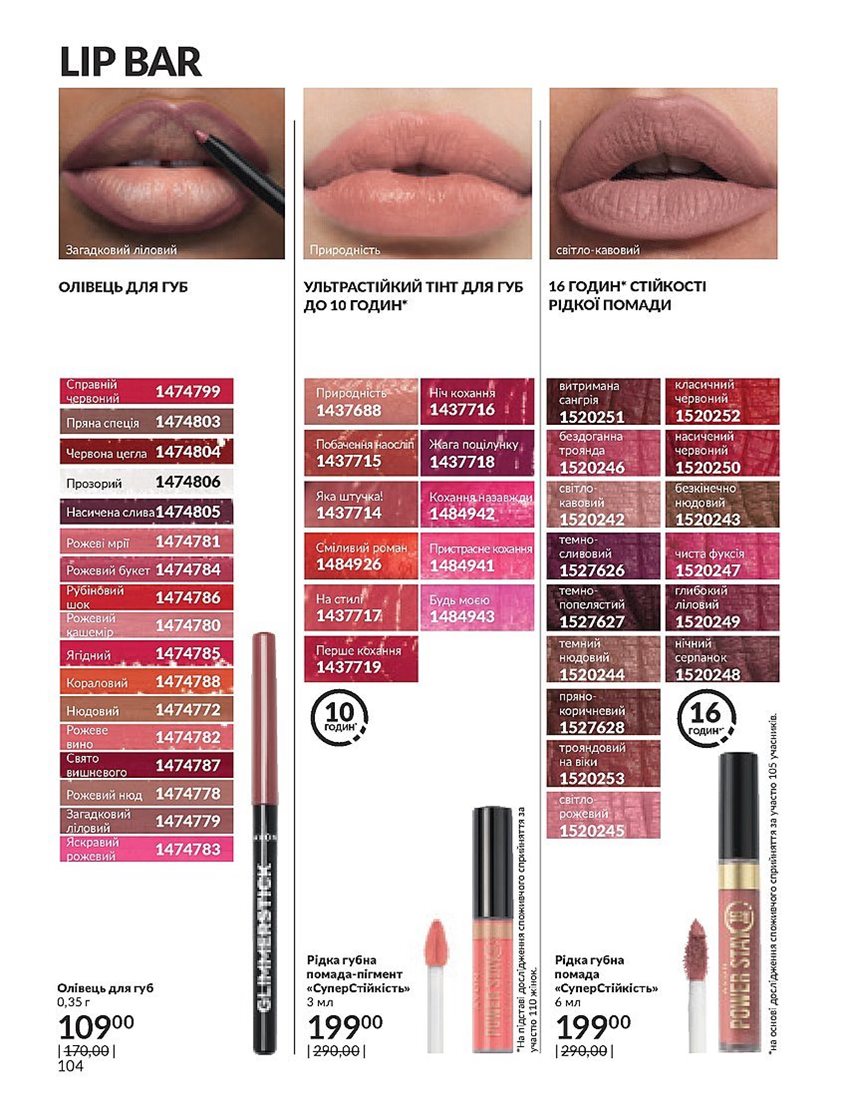 LIP BAR
Загадковий ліловий
ОЛІВЕЦЬ ДЛЯ ГУБ
Справній
червоний 1474799
Пряна спеція 1474803
Червона цегла 1474804
Прозорий 1474806
Насичена слива 1474805
Рожеві мрії 1474781
Рожевий букет 1474784
Рубіновий
шок 1474786
Рожевий
кашемір 1474780
Ягідний 1474785
Кораловий 1474788
Нюдовий 1474772
Рожеве
вино 1474782
Свято
вишневого 1474787
Рожевий нюд 1474778
Загадковий
ліловий 1474779
Яскравий
рожевий 1474783
AVON
GLIMMERSTICK
Олівець для губ
0,35 г
109⁰⁰
| 170,00 |
104
Природність
УЛЬТРАСТІЙКИЙ ТІНТ ДЛЯ ГУБ
ДО 10 ГОДИН*
Природність
1437688
Побачення наосліп
1437715
Яка штучка!
1437714
Сміливий роман
1484926
На стилі
1437717
Перше кохання
1437719
Ніч кохання
1437716
Жага поцілунку
1437718
Кохання назавжди
1484942
Пристрасне кохання
1484941
Будь моєю
1484943
10
ГОДИН*
AVON
POWER STAY
Рідка губна
помада-пігмент
«СуперСтійкість»
3 мл
199⁰⁰
| 290,00 |
*На підставі дослідження споживчого сприйняття за
участю 110 жінок.
світло-кавовий
16 ГОДИН* СТІЙКОСТІ
РІДКОЇ ПОМАДИ
витримана
сангрія
1520251
бездоганна
троянда
1520246
світло-
кавовий
1520242
темно-
сливовий
1527626
темно-
попелястий
1527627
темний
нюдовий
1520244
пряно-
коричневий
1527628
трояндовий
на віки
1520253
світло-
рожевий
1520245
класичний
червоний
1520252
насичений
червоний
1520250
безкінечно
нюдовий
1520243
чиста фуксія
1520247
глибокий
ліловий
1520249
нічний
серпанок
1520248
16
ГОДИН*
AVON
POWER STAY 16
Рідка губна
помада
«СуперСтійкість»
6 мл
199⁰⁰
| 290,00 |
*на основі дослідження споживчого сприйняття за участю 105 учасників.